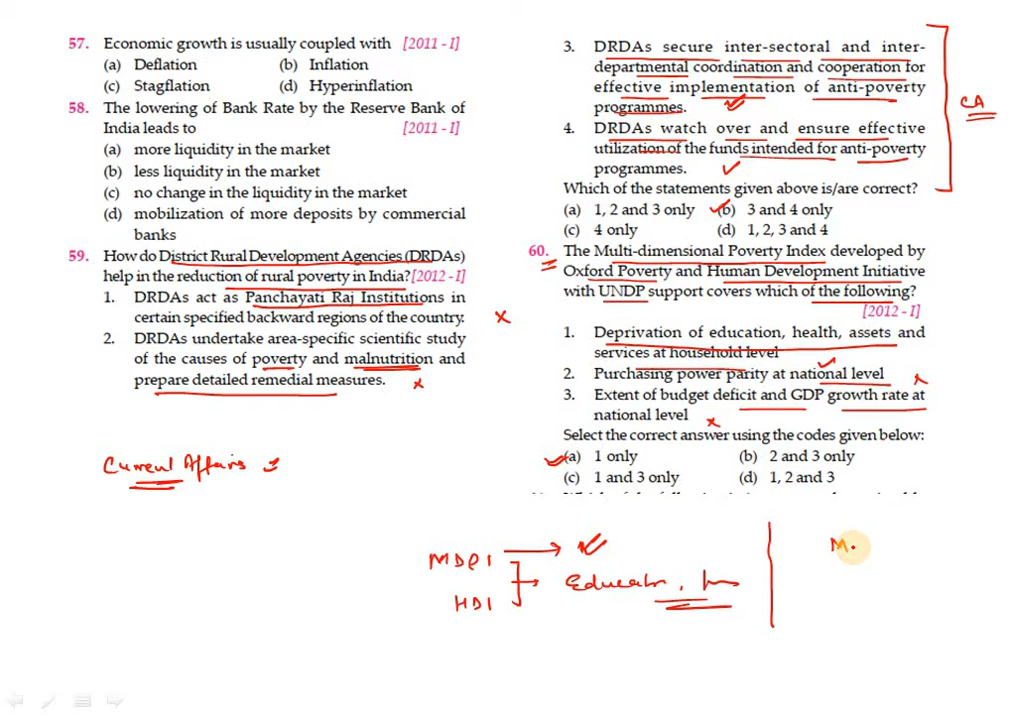 57. Economic growth is usually coupled with [2011 - I]
(a) Deflation (b) Inflation
(c) Stagflation (d) Hyperinflation
58. The lowering of Bank Rate by the Reserve Bank of
India leads to [2011 - I]
(a) more liquidity in the market
(b) less liquidity in the market
(c) no change in the liquidity in the market
(d) mobilization of more deposits by commercial
banks
59. How do District Rural Development Agencies (DRDAs)
help in the reduction of rural poverty in India? [2012 - I]
1. DRDAs act as Panchayati Raj Institutions in
certain specified backward regions of the country.
2. DRDAs undertake area-specific scientific study
of the causes of poverty and malnutrition and
prepare detailed remedial measures.
Current Affairs
3. DRDAs secure inter-sectoral and inter-
departmental coordination and cooperation for
effective implementation of anti-poverty
programmes.
4. DRDAs watch over and ensure effective
utilization of the funds intended for anti-poverty
programmes.
CA
Which of the statements given above is/are correct?
(a) 1, 2 and 3 only (b) 3 and 4 only
(c) 4 only (d) 1, 2, 3 and 4
60. The Multi-dimensional Poverty Index developed by
Oxford Poverty and Human Development Initiative
with UNDP support covers which of the following?
[2012 - I]
1. Deprivation of education, health, assets and
services at household level
2. Purchasing power parity at national level
3. Extent of budget deficit and GDP growth rate at
national level
Select the correct answer using the codes given below:
(a) 1 only (b) 2 and 3 only
(c) 1 and 3 only (d) 1, 2 and 3
MDPI
HDI
M.